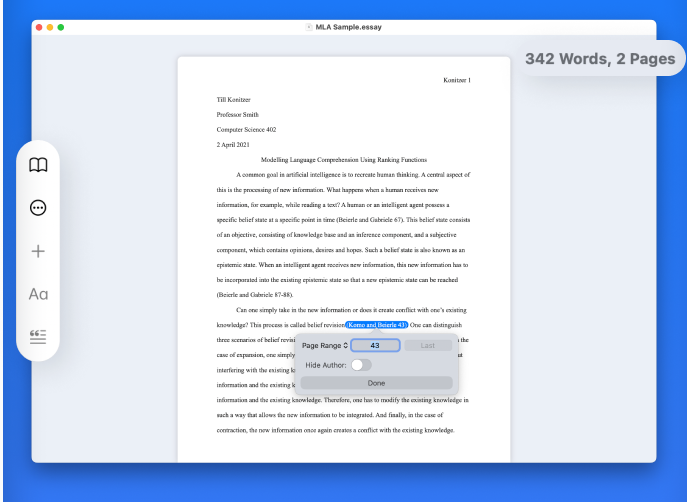 MLA Sample.essay
342 Words, 2 Pages
Konitzer 1
Till Konitzer
Professor Smith
Computer Science 402
2 April 2021
Modelling Language Comprehension Using Ranking Functions
A common goal in artificial intelligence is to recreate human thinking. A central aspect of
this is the processing of new information. What happens when a human receives new
information, for example, while reading a text? A human or an intelligent agent possess a
specific belief state at a specific point in time (Beierle and Gabriele 67). This belief state consists
of an objective, consisting of knowledge base and an inference component, and a subjective
component, which contains opinions, desires and hopes. Such a belief state is also known as an
epistemic state. When an intelligent agent receives new information, this new information has to
be incorporated into the existing epistemic state so that a new epistemic state can be reached
(Beierle and Gabriele 87-88).
Can one simply take in the new information or does it create conflict with one's existing
knowledge? This process is called belief revision (Komo and Beierle 43). One can distinguish
three scenarios of belief revisi the
case of expansion, one simply at
interfering with the existing k
information and the existing k
information and the existing knowledge. Therefore, one has to modify the existing knowledge in
such a way that allows the new information to be integrated. And finally, in the case of
contraction, the new information once again creates a conflict with the existing knowledge.
Page Range 43 Last
Hide Author:
Done
Aa